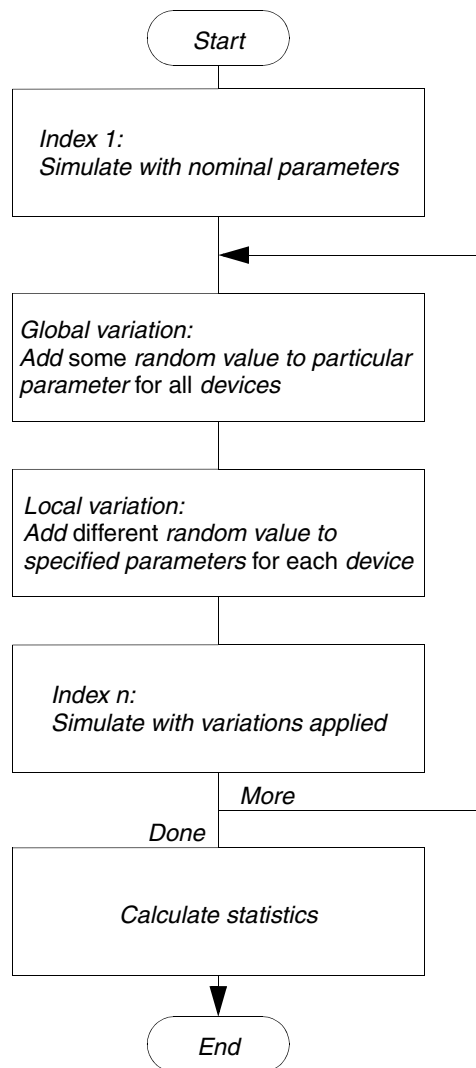 Start
Index 1:
Simulate with nominal parameters
Global variation:
Add some random value to particular
parameter for all devices
Local variation:
Add different random value to
specified parameters for each device
Index n:
Simulate with variations applied
More
Done
Calculate statistics
End